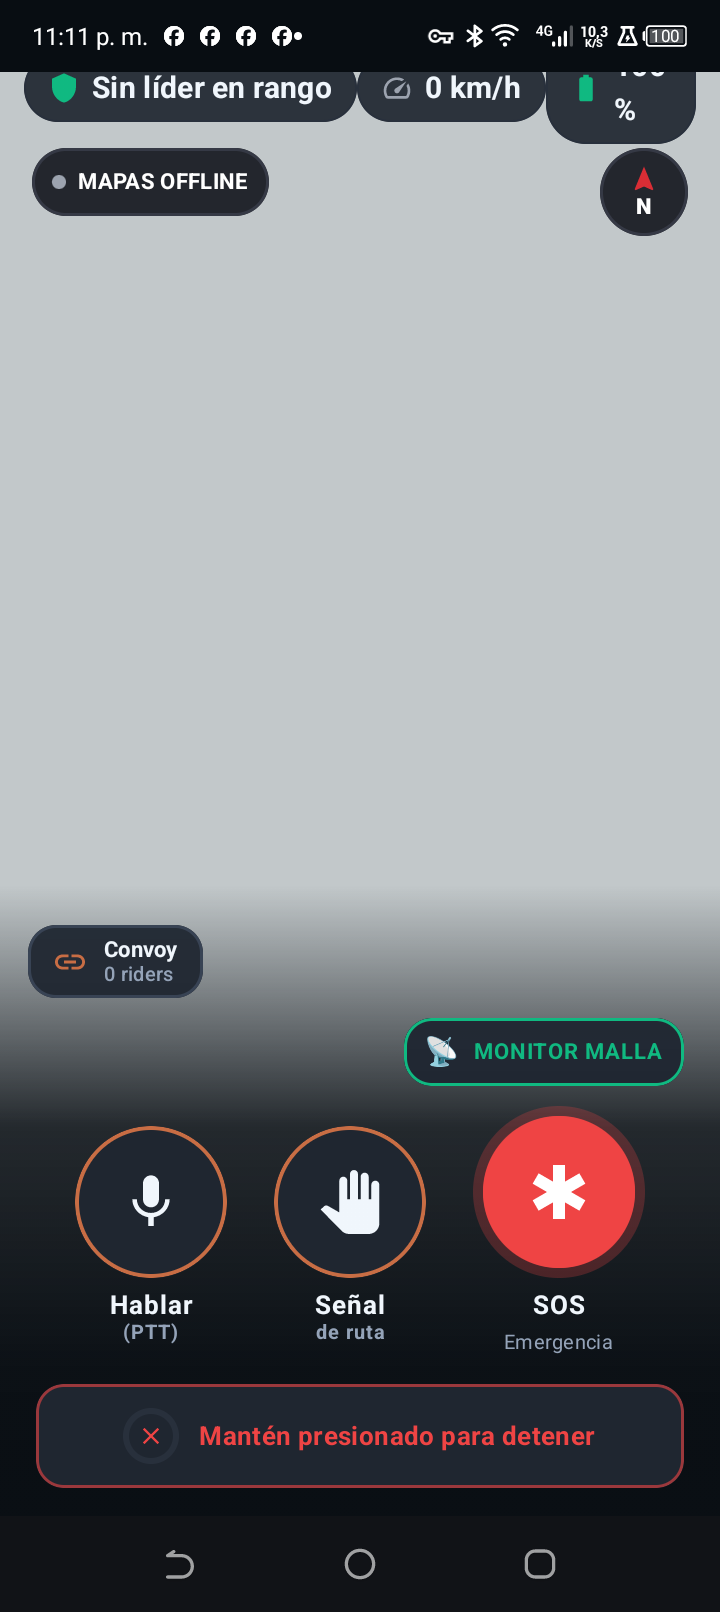 11:11 p. m.
4G
10,3
K/S
100
Sin líder en rango
0 km/h
%
MAPAS OFFLINE
N
Convoy
0 riders
MONITOR MALLA
Hablar
(PTT)
Señal
de ruta
SOS
Emergencia
Mantén presionado para detener